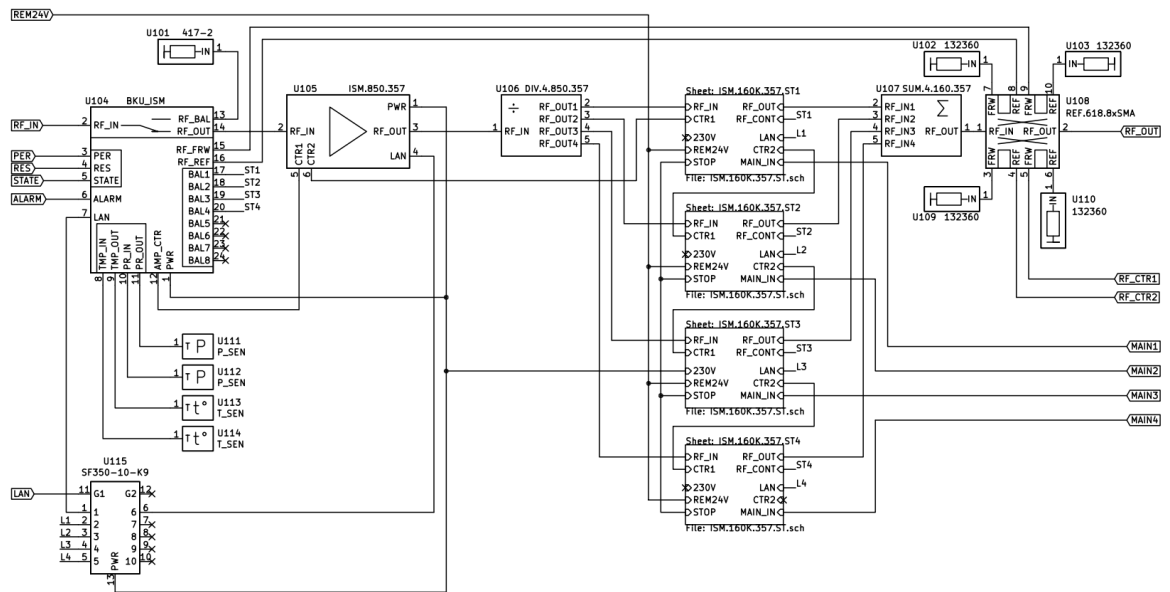 REM24V
U101 417-2
IN 1
U104 BKU_ISM
RF_IN 2 RF_IN
RF_BAL 13
RF_OUT 14
RF_FRW 15
RF_REF 16
PER 3 PER
RES 4 RES
STATE 5 STATE
ALARM 6 ALARM
7 LAN
BAL1 17 ST1
BAL2 18 ST2
BAL3 19 ST3
BAL4 20 ST4
BAL5 21
BAL6 22
BAL7 23
BAL8 24
TMP_IN 8
TMP_OUT 9
PR_IN 10
PR_OUT 11
AMP_CTR 12
PWR 1
U105 ISM.850.357
2 RF_IN
PWR 1
RF_OUT 3
LAN 4
CTR1 5
CTR2 6
U106 DIV.4.850.357
÷
1 RF_IN
RF_OUT1 2
RF_OUT2 3
RF_OUT3 4
RF_OUT4 5
Sheet: ISM.160K.357.ST1
RF_IN RF_OUT
CTR1 RF_CONT ST1
230V LAN L1
REM24V CTR2
STOP MAIN_IN
File: ISM.160K.357.ST.sch
Sheet: ISM.160K.357.ST2
RF_IN RF_OUT
CTR1 RF_CONT ST2
230V LAN L2
REM24V CTR2
STOP MAIN_IN
File: ISM.160K.357.ST.sch
Sheet: ISM.160K.357.ST3
RF_IN RF_OUT
CTR1 RF_CONT ST3
230V LAN L3
REM24V CTR2
STOP MAIN_IN
File: ISM.160K.357.ST.sch
Sheet: ISM.160K.357.ST4
RF_IN RF_OUT
CTR1 RF_CONT ST4
230V LAN L4
REM24V CTR2
STOP MAIN_IN
File: ISM.160K.357.ST.sch
U107 SUM.4.160.357
Σ
2 RF_IN1
3 RF_IN2
4 RF_IN3
5 RF_IN4
RF_OUT 1
U102 132360
IN 1
U103 132360
1 IN
7 FRW
8 REF
9 FRW
10 REF
U108
REF.618.8xSMA
1 RF_IN RF_OUT 2 RF_OUT
3 FRW
4 REF
5 FRW
6 REF
U109 132360
IN 1
U110
132360
1 IN
RF_CTR1
RF_CTR2
MAIN1
MAIN2
MAIN3
MAIN4
1 T P U111
P_SEN
1 T P U112
P_SEN
1 T t° U113
T_SEN
1 T t° U114
T_SEN
U115
SF350-10-K9
LAN 11 G1 G2 12
1 1 6 6
L1 2 2 7 7
L2 3 3 8 8
L3 4 4 9 9
L4 5 5 10 10
PWR 13